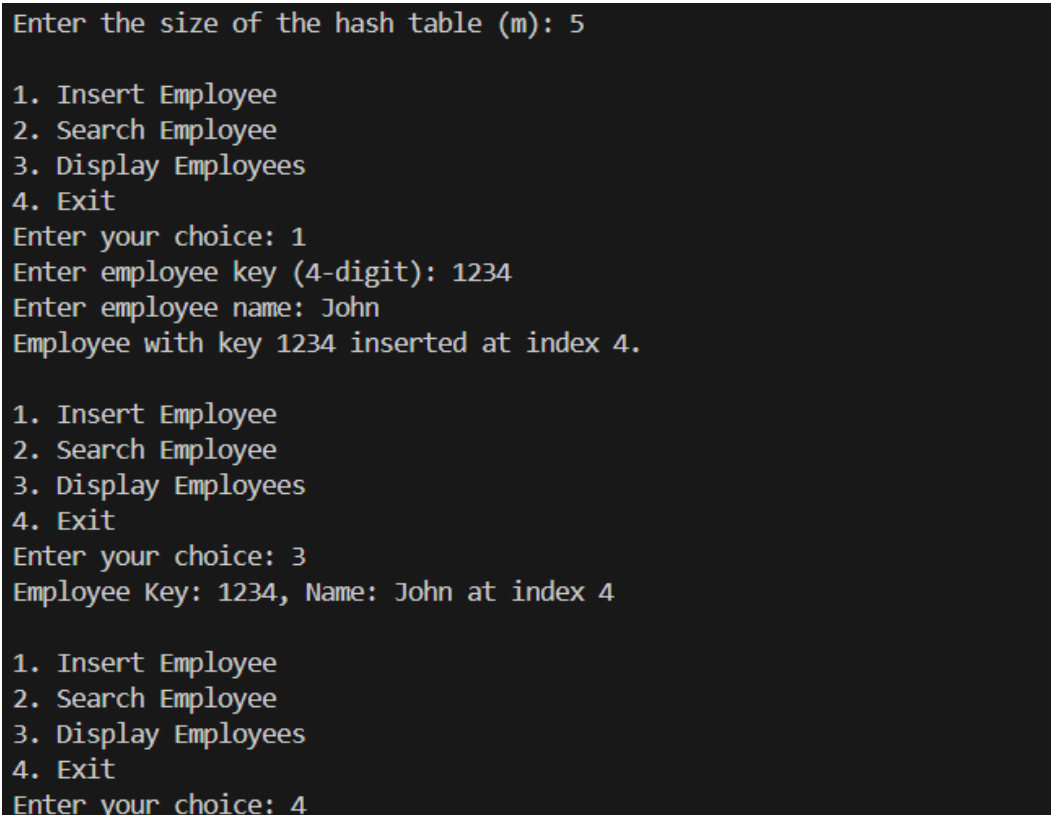 Enter the size of the hash table (m): 5
1. Insert Employee
2. Search Employee
3. Display Employees
4. Exit
Enter your choice: 1
Enter employee key (4-digit): 1234
Enter employee name: John
Employee with key 1234 inserted at index 4.
1. Insert Employee
2. Search Employee
3. Display Employees
4. Exit
Enter your choice: 3
Employee Key: 1234, Name: John at index 4
1. Insert Employee
2. Search Employee
3. Display Employees
4. Exit
Enter your choice: 4